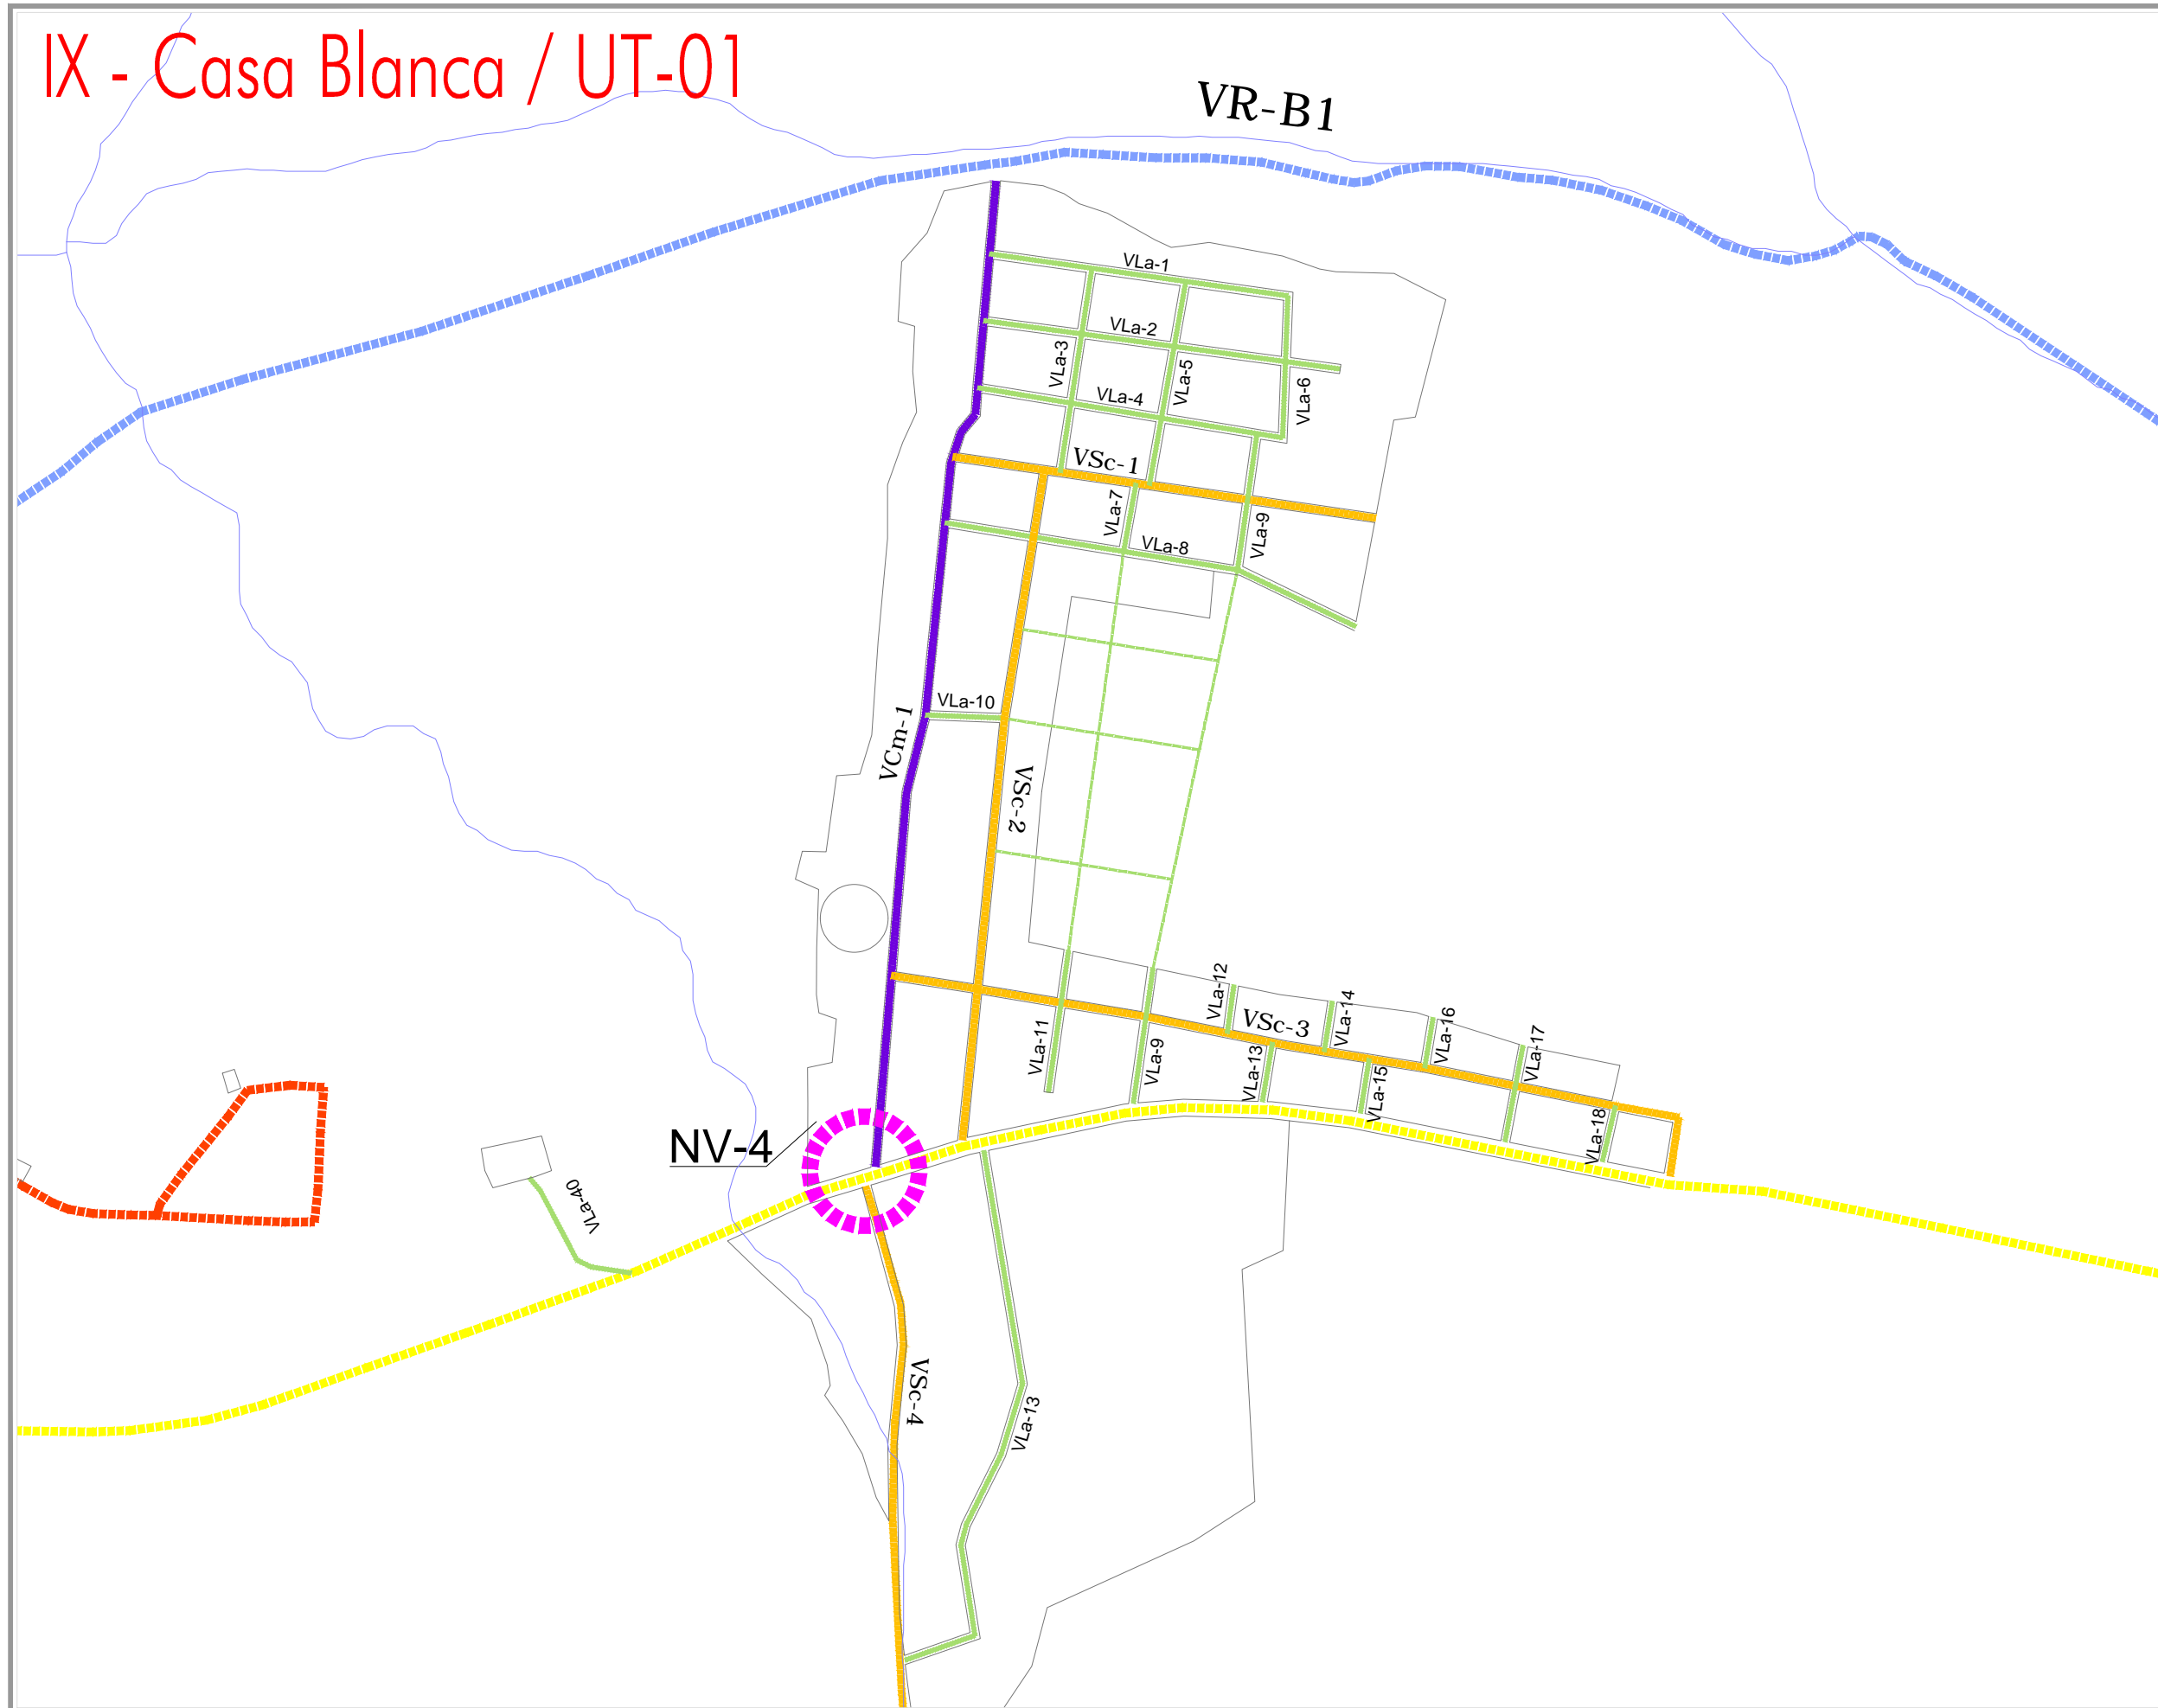 IX - Casa Blanca / UT-01
VR-B1
VLa-1
VLa-2
VLa-3
VLa-5
VLa-4
VLa-6
VSc-1
VLa-7
VLa-9
VLa-8
VLa-10
VCm-1
VSc-2
VLa-12
VSc-3
VLa-14
VLa-16
VLa-11
VLa-9
VLa-13
VLa-15
VLa-17
VLa-18
NV-4
VLa-40
VSc-4
VLa-13